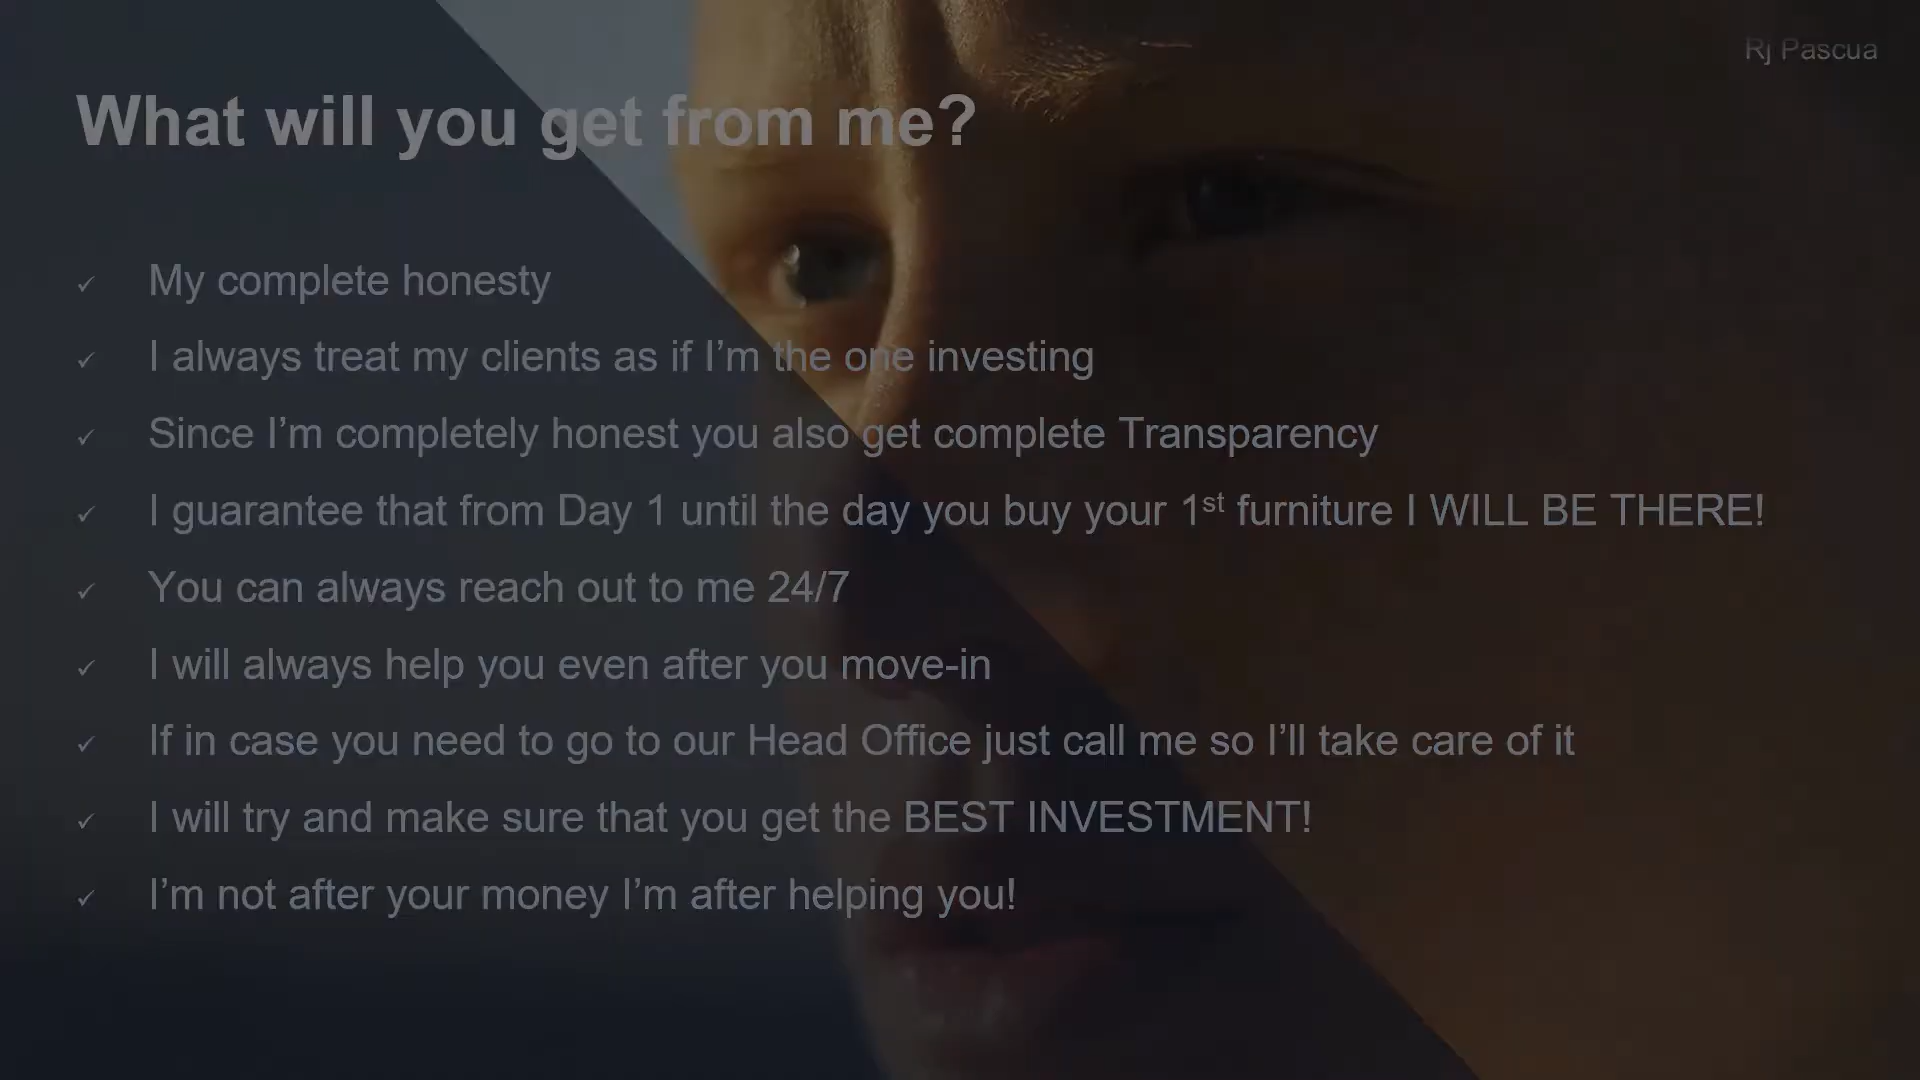 Rj Pascua
What will you get from me?
✓ My complete honesty
✓ I always treat my clients as if I’m the one investing
✓ Since I’m completely honest you also get complete Transparency
✓ I guarantee that from Day 1 until the day you buy your 1st furniture I WILL BE THERE!
✓ You can always reach out to me 24/7
✓ I will always help you even after you move-in
✓ If in case you need to go to our Head Office just call me so I’ll take care of it
✓ I will try and make sure that you get the BEST INVESTMENT!
✓ I’m not after your money I’m after helping you!